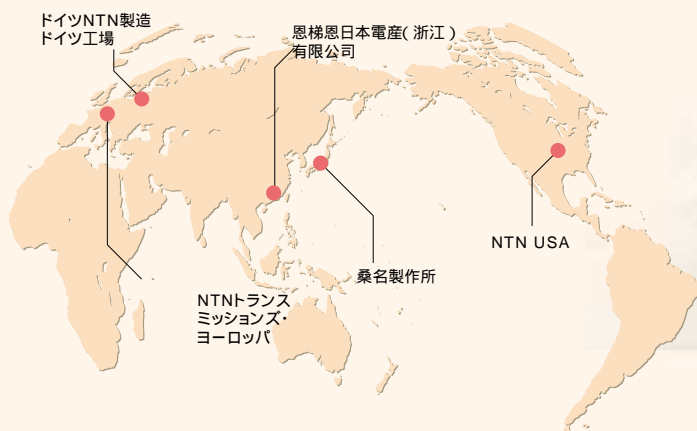 ドイツNTN製造
ドイツ工場
恩梯恩日本電産(浙江)
有限公司
NTN USA
桑名製作所
NTNトランス
ミッションズ・
ヨーロッパ